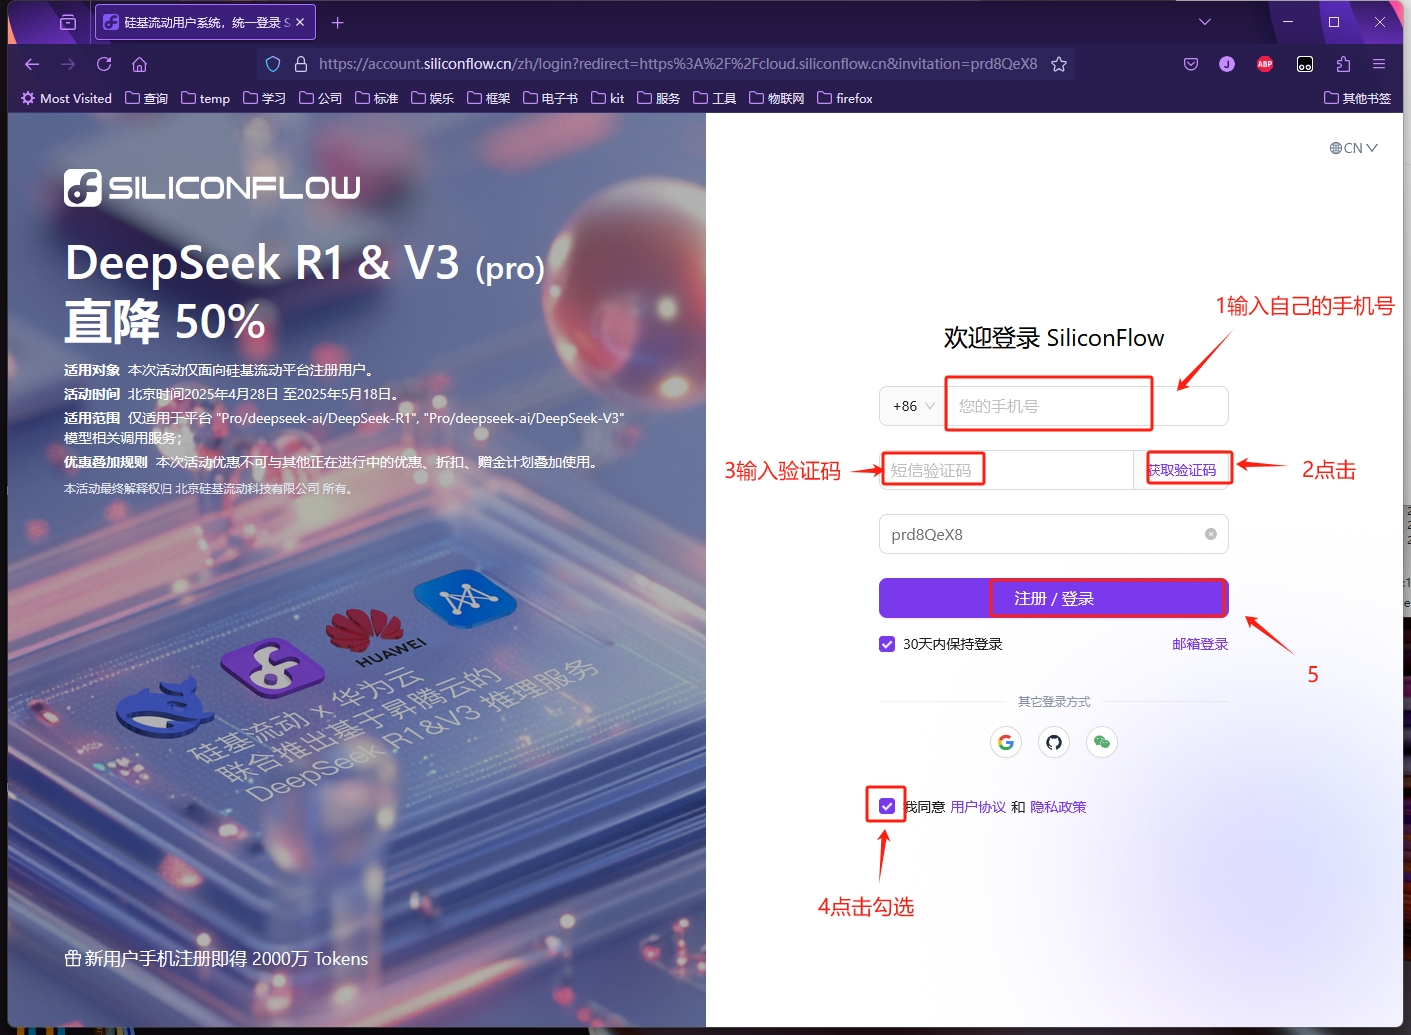 硅基流动用户系统，统一登录 S
https://account.siliconflow.cn/zh/login?redirect=https%3A%2F%2Fcloud.siliconflow.cn&invitation=prd8QeX8
ABP
Most Visited 查询 temp 学习 公司 标准 娱乐 框架 电子书 kit 服务 工具 物联网 firefox 其他书签
SILICONFLOW
DeepSeek R1 & V3 (pro)
直降 50%
适用对象 本次活动仅面向硅基流动平台注册用户。
活动时间 北京时间2025年4月28日 至2025年5月18日。
适用范围 仅适用于平台 "Pro/deepseek-ai/DeepSeek-R1", "Pro/deepseek-ai/DeepSeek-V3"
模型相关调用服务；
优惠叠加规则 本次活动优惠不可与其他正在进行中的优惠、折扣、赠金计划叠加使用。
本活动最终解释权归 北京硅基流动科技有限公司 所有。
HUAWEI
硅基流动 x 华为云
联合推出基于昇腾云的
DeepSeek R1&V3 推理服务
新用户手机注册即得 2000万 Tokens
CN
1输入自己的手机号
欢迎登录 SiliconFlow
+86 您的手机号
3输入验证码
短信验证码 获取验证码
2点击
prd8QeX8
注册 / 登录
30天内保持登录 邮箱登录
5
其它登录方式
我同意 用户协议 和 隐私政策
4点击勾选